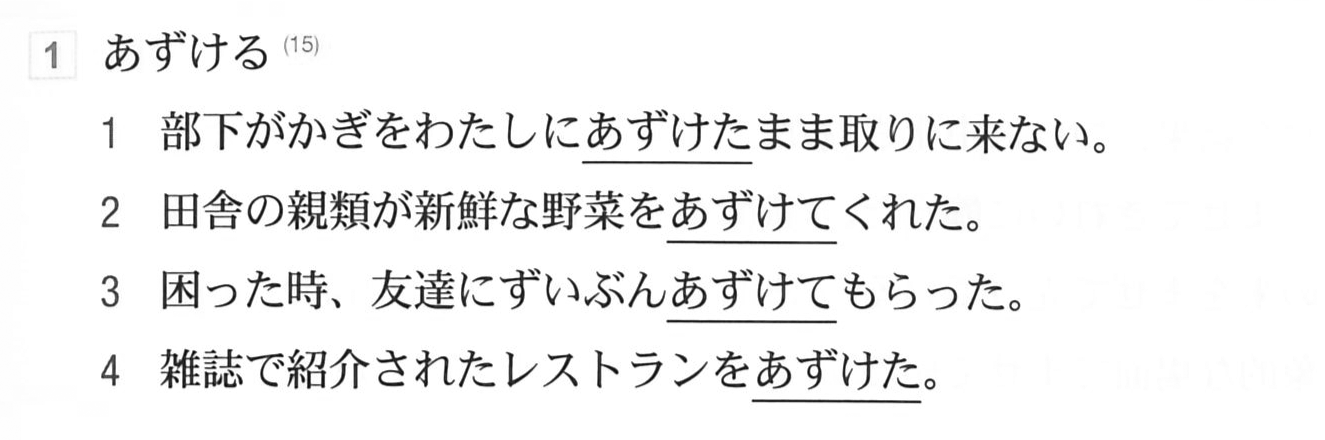 1 あずける (15)
1 部下がかぎをわたしにあずけたまま取りに来ない。
2 田舎の親類が新鮮な野菜をあずけてくれた。
3 困った時、友達にずいぶんあずけてもらった。
4 雑誌で紹介されたレストランをあずけた。